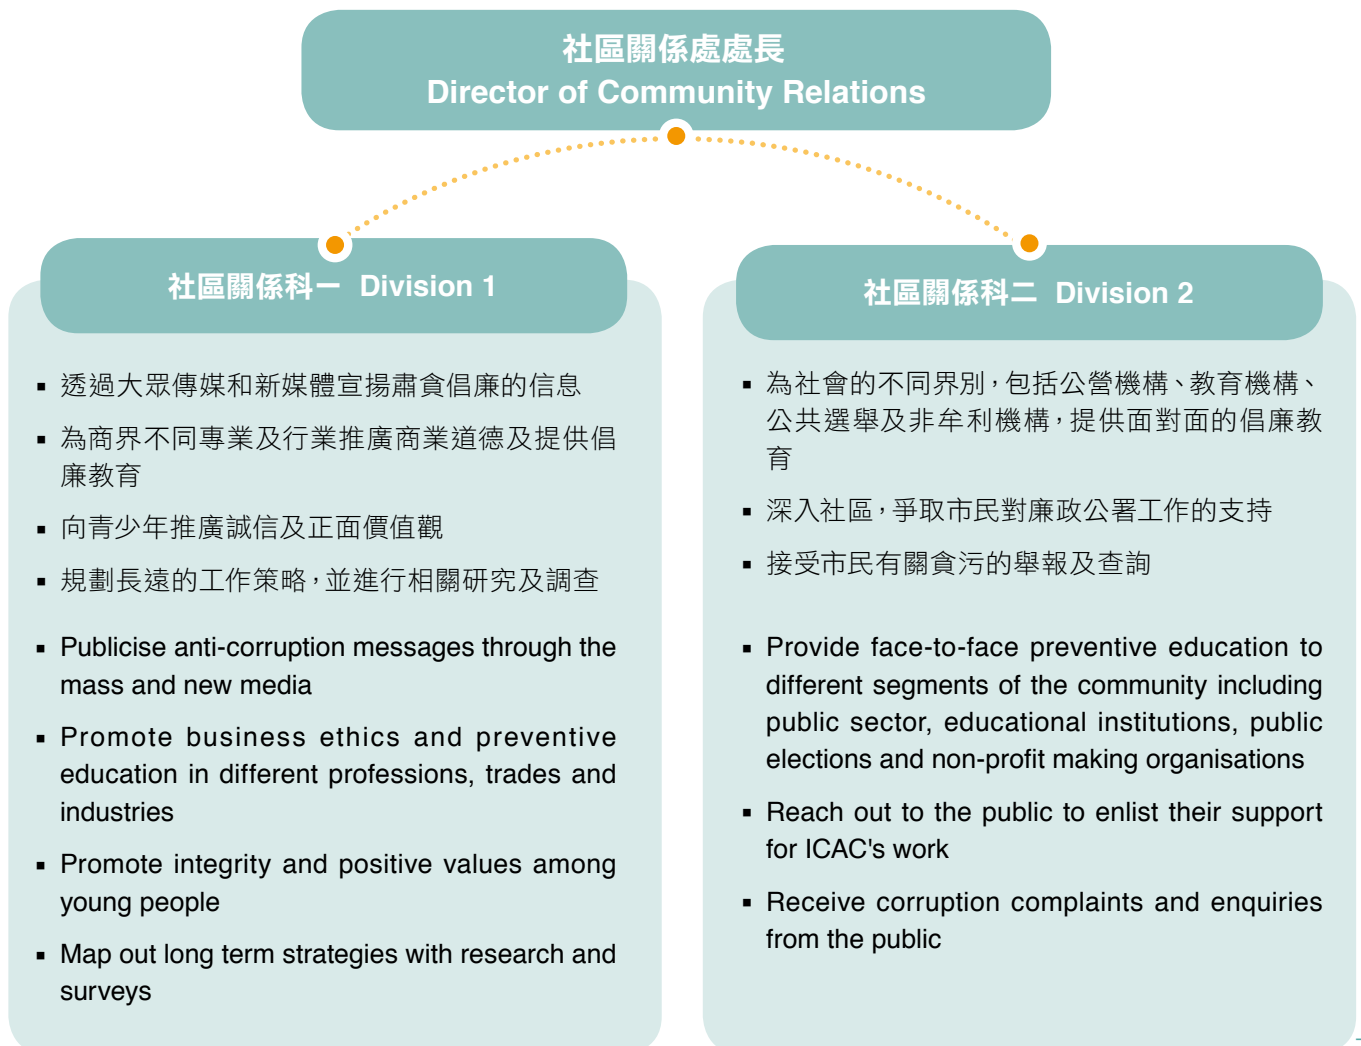 社區關係處處長
Director of Community Relations
社區關係科一 Division 1
▪ 透過大眾傳媒和新媒體宣揚肅貪倡廉的信息
▪ 為商界不同專業及行業推廣商業道德及提供倡
廉教育
▪ 向青少年推廣誠信及正面價值觀
▪ 規劃長遠的工作策略，並進行相關研究及調查
▪ Publicise anti-corruption messages through the
mass and new media
▪ Promote business ethics and preventive
education in different professions, trades and
industries
▪ Promote integrity and positive values among
young people
▪ Map out long term strategies with research and
surveys
社區關係科二 Division 2
▪ 為社會的不同界別，包括公營機構、教育機構、
公共選舉及非牟利機構，提供面對面的倡廉教
育
▪ 深入社區，爭取市民對廉政公署工作的支持
▪ 接受市民有關貪污的舉報及查詢
▪ Provide face-to-face preventive education to
different segments of the community including
public sector, educational institutions, public
elections and non-profit making organisations
▪ Reach out to the public to enlist their support
for ICAC's work
▪ Receive corruption complaints and enquiries
from the public